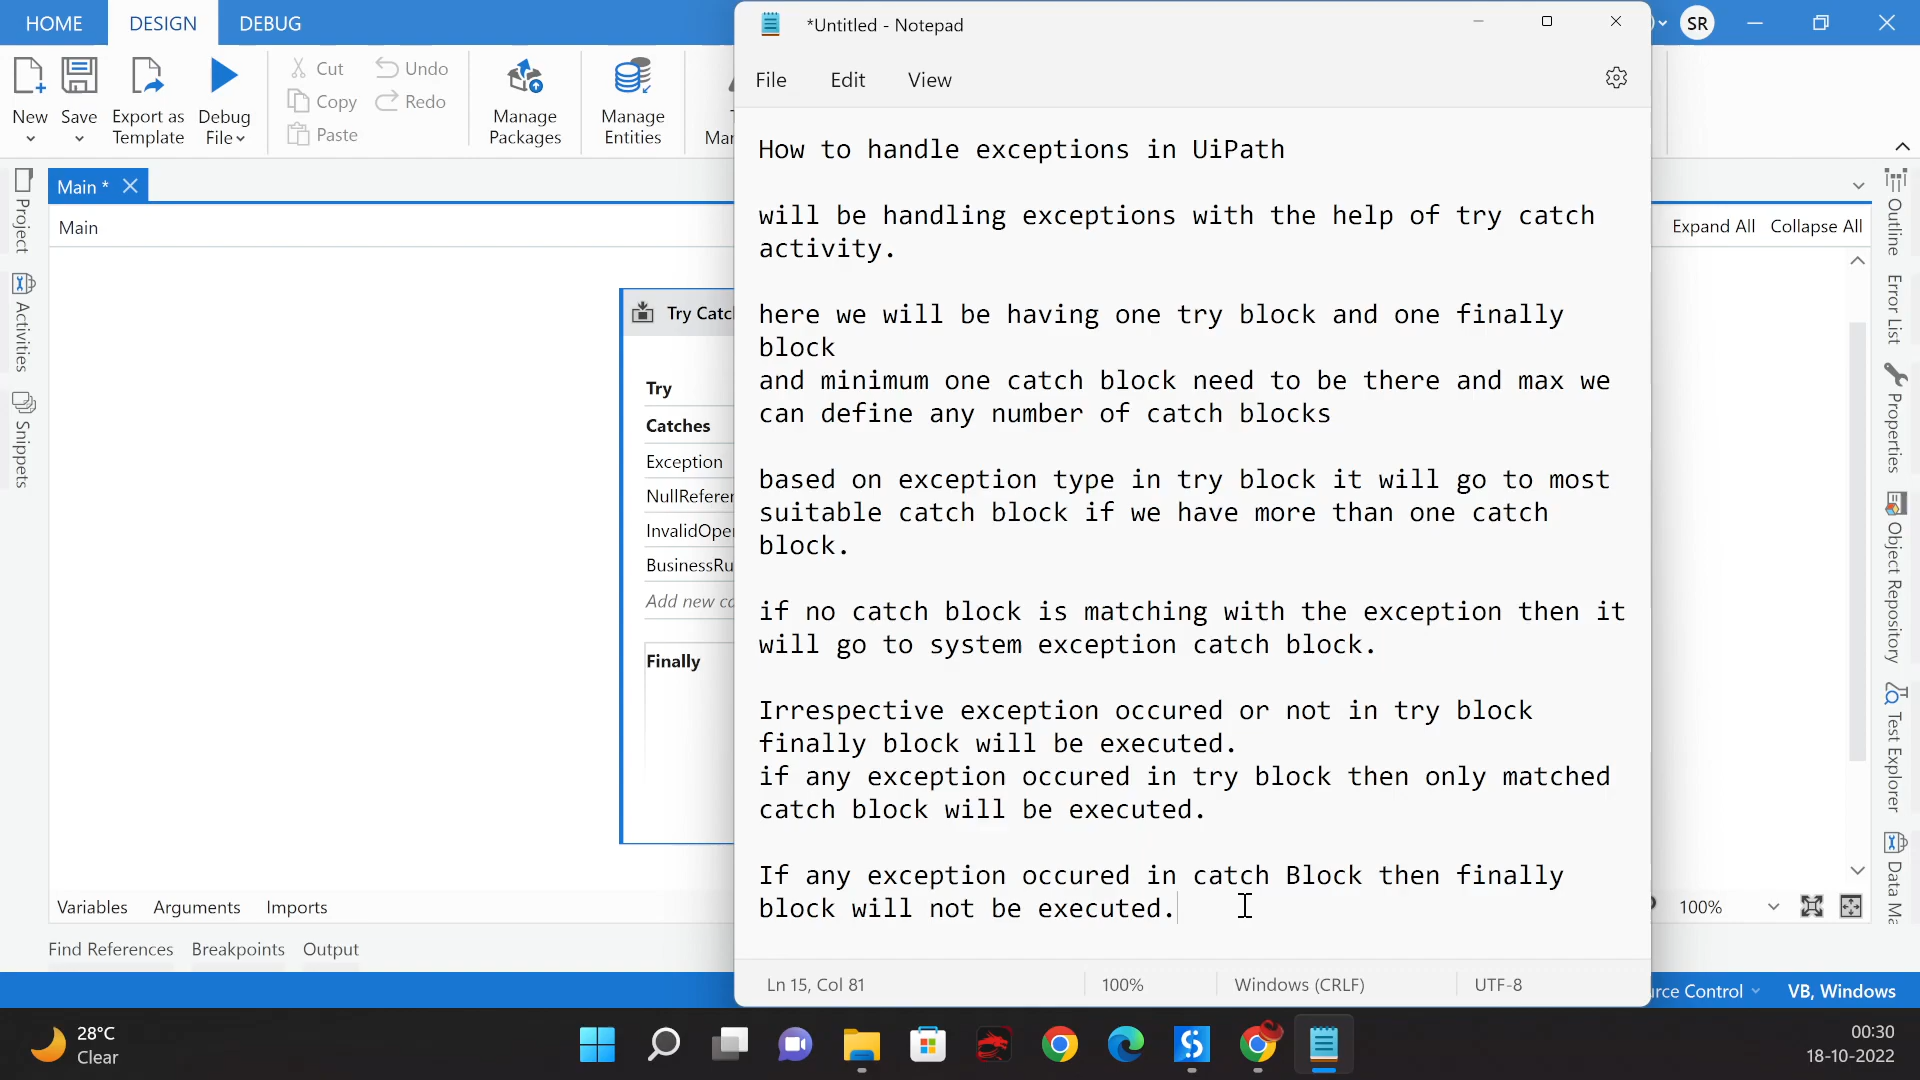 HOME DESIGN DEBUG
*Untitled - Notepad
SR
File Edit View
New Save Export as Template Debug File
Cut Undo
Copy Redo
Paste
Manage Packages
Manage Entities
Main *
Main
Expand All Collapse All
Project
Activities
Snippets
Try Catc
Try
Catches
Exception
NullReferer
InvalidOper
BusinessRu
Add new ca
Finally
How to handle exceptions in UiPath
will be handling exceptions with the help of try catch
activity.
here we will be having one try block and one finally
block
and minimum one catch block need to be there and max we
can define any number of catch blocks
based on exception type in try block it will go to most
suitable catch block if we have more than one catch
block.
if no catch block is matching with the exception then it
will go to system exception catch block.
Irrespective exception occured or not in try block
finally block will be executed.
if any exception occured in try block then only matched
catch block will be executed.
If any exception occured in catch Block then finally
block will not be executed.
Outline
Error List
Properties
Object Repository
Test Explorer
Data Ma
Variables Arguments Imports
100%
Find References Breakpoints Output
Ln 15, Col 81 100% Windows (CRLF) UTF-8
urce Control VB, Windows
28°C
Clear
00:30
18-10-2022